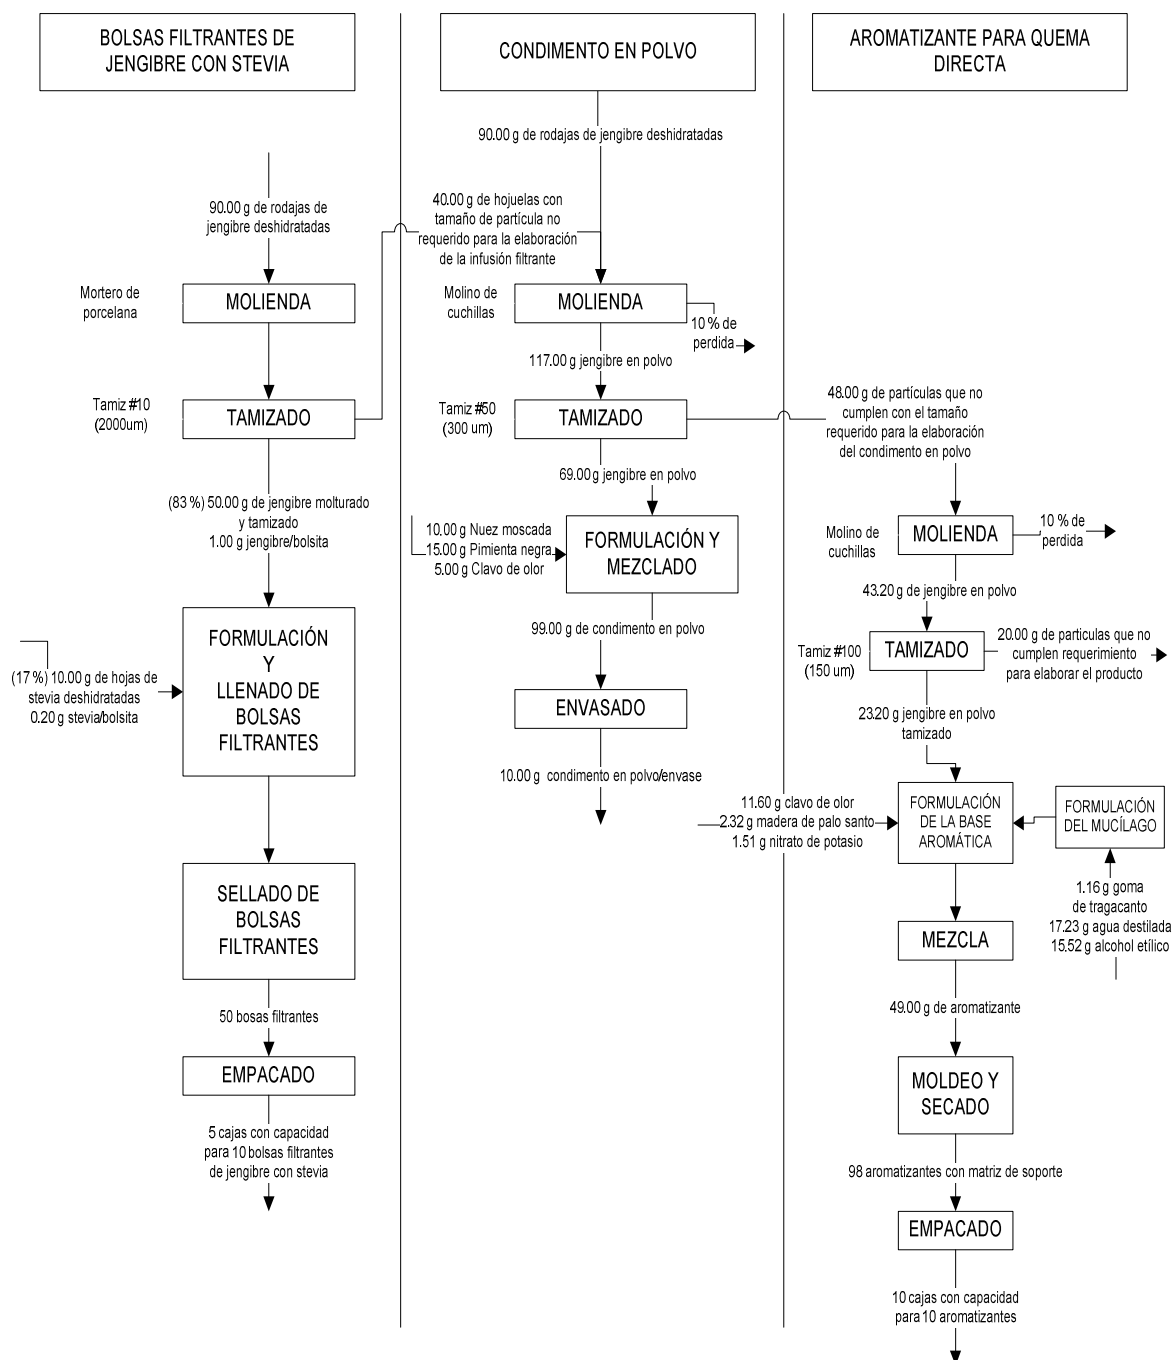 BOLSAS FILTRANTES DE
JENGIBRE CON STEVIA
90.00 g de rodajas de
jengibre deshidratadas
Mortero de
porcelana
MOLIENDA
Tamiz #10
(2000um)
TAMIZADO
(83 %) 50.00 g de jengibre molturado
y tamizado
1.00 g jengibre/bolsita
(17 %) 10.00 g de hojas de
stevia deshidratadas
0.20 g stevia/bolsita
FORMULACIÓN
Y
LLENADO DE
BOLSAS
FILTRANTES
SELLADO DE
BOLSAS
FILTRANTES
50 bosas filtrantes
EMPACADO
5 cajas con capacidad
para 10 bolsas filtrantes
de jengibre con stevia
CONDIMENTO EN POLVO
90.00 g de rodajas de jengibre deshidratadas
40.00 g de hojuelas con
tamaño de partícula no
requerido para la elaboración
de la infusión filtrante
Molino de
cuchillas
MOLIENDA
10 % de
perdida
117.00 g jengibre en polvo
Tamiz #50
(300 um)
TAMIZADO
69.00 g jengibre en polvo
10.00 g Nuez moscada
15.00 g Pimienta negra
5.00 g Clavo de olor
FORMULACIÓN Y
MEZCLADO
99.00 g de condimento en polvo
ENVASADO
10.00 g condimento en polvo/envase
AROMATIZANTE PARA QUEMA
DIRECTA
48.00 g de partículas que no
cumplen con el tamaño
requerido para la elaboración
del condimento en polvo
Molino de
cuchillas
MOLIENDA
10 % de
perdida
43.20 g de jengibre en polvo
Tamiz #100
(150 um)
TAMIZADO
20.00 g de particulas que no
cumplen requerimiento
para elaborar el producto
23.20 g jengibre en polvo
tamizado
11.60 g clavo de olor
2.32 g madera de palo santo
1.51 g nitrato de potasio
FORMULACIÓN
DE LA BASE
AROMÁTICA
FORMULACIÓN
DEL MUCÍLAGO
1.16 g goma
de tragacanto
17.23 g agua destilada
15.52 g alcohol etílico
MEZCLA
49.00 g de aromatizante
MOLDEO Y
SECADO
98 aromatizantes con matriz de soporte
EMPACADO
10 cajas con capacidad
para 10 aromatizantes